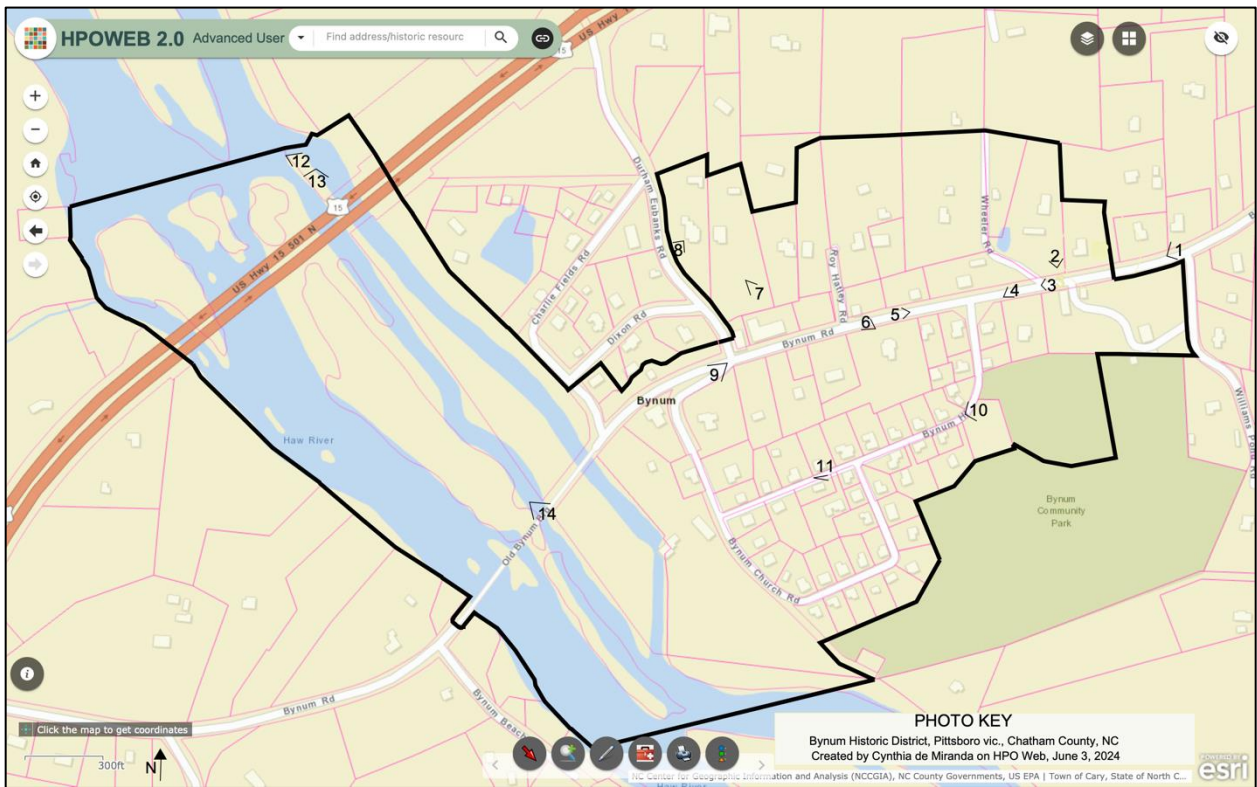 HPOWEB 2.0 Advanced User
Find address/historic resourc
US Hwy 15
15
12
13
15
US Hwy 15 501 N
Durham Eubanks Rd
8
Charlie Fields Rd
Dixon Rd
7
Roy Hatley Rd
Wheeler Rd
1
2
3
4
5
6
Bynum Rd
9
Bynum
10
Bynum H
11
Williams Pond Rd
Haw River
14
Old Bynum
Bynum Church Rd
Bynum
Community
Park
Bynum Rd
Bynum Beach
Click the map to get coordinates
300ft
N
PHOTO KEY
Bynum Historic District, Pittsboro vic., Chatham County, NC
Created by Cynthia de Miranda on HPO Web, June 3, 2024
NC Center for Geographic Information and Analysis (NCCGIA), NC County Governments, US EPA | Town of Cary, State of North C...
POWERED BY
esri
Haw River